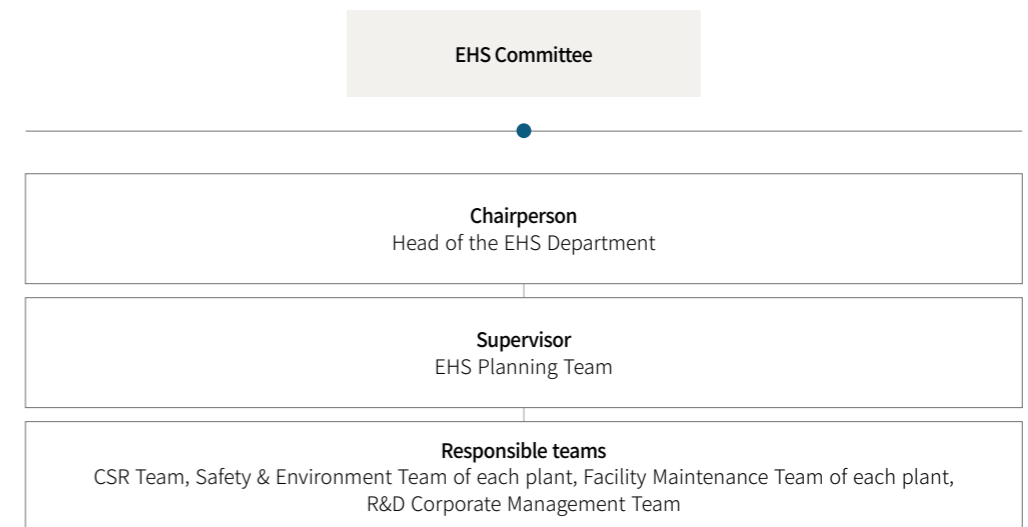 EHS Committee
Chairperson
Head of the EHS Department
Supervisor
EHS Planning Team
Responsible teams
CSR Team, Safety & Environment Team of each plant, Facility Maintenance Team of each plant,
R&D Corporate Management Team